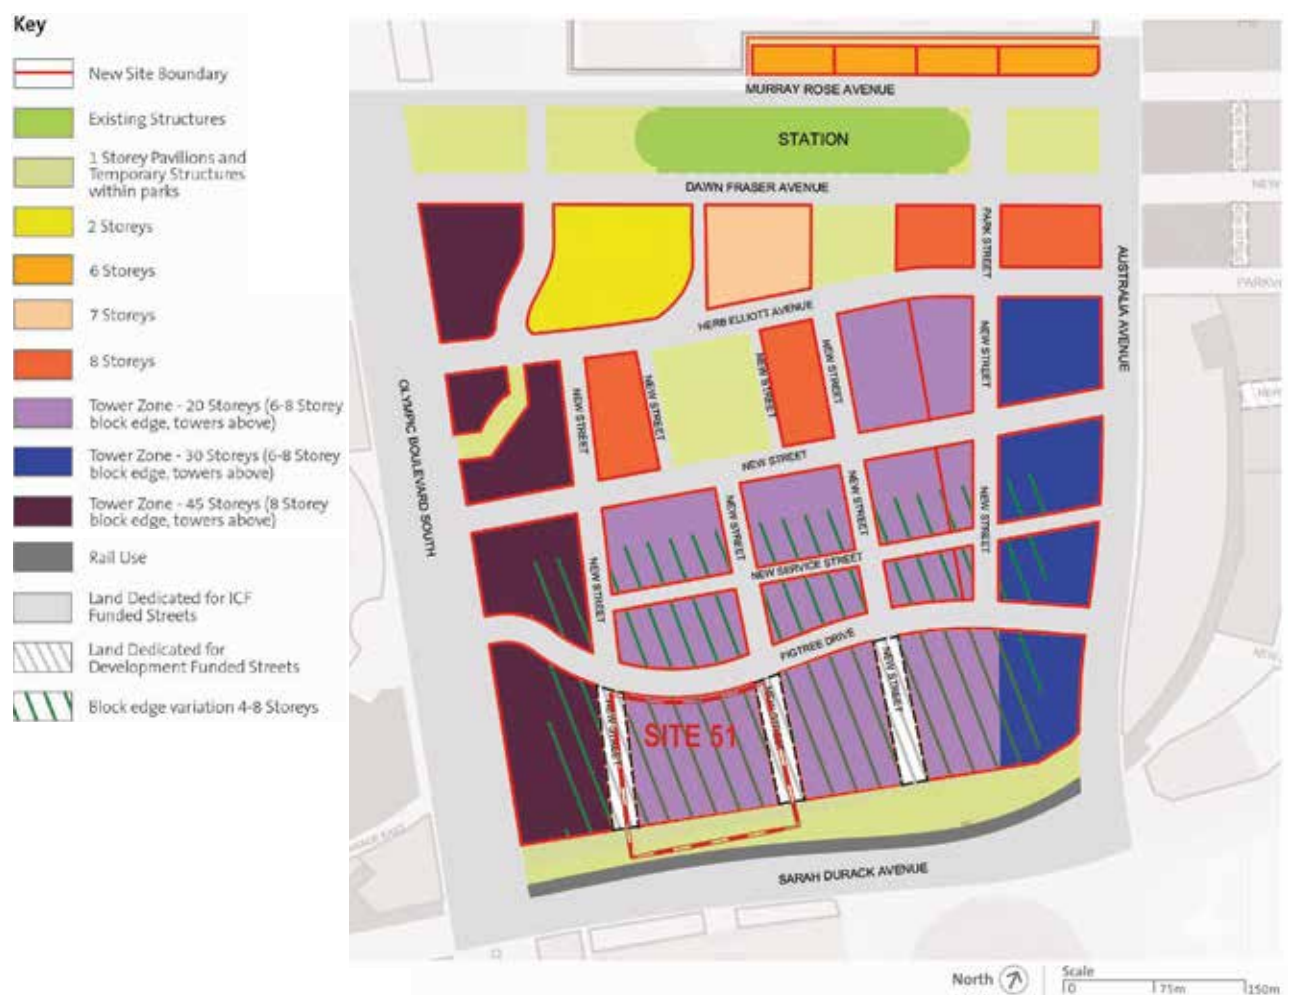 Key
New Site Boundary
Existing Structures
1 Storey Pavilions and
Temporary Structures
within parks
2 Storeys
6 Storeys
7 Storeys
8 Storeys
Tower Zone - 20 Storeys (6-8 Storey
block edge, towers above)
Tower Zone - 30 Storeys (6-8 Storey
block edge, towers above)
Tower Zone - 45 Storeys (8 Storey
block edge, towers above)
Rail Use
Land Dedicated for ICF
Funded Streets
Land Dedicated for
Development Funded Streets
Block edge variation 4-8 Storeys
MURRAY ROSE AVENUE
STATION
DAWN FRASER AVENUE
PARK STREET
AUSTRALIA AVENUE
HERB ELLIOTT AVENUE
OLYMPIC BOULEVARD SOUTH
NEW STREET
NEW STREET
NEW STREET
NEW STREET
NEW STREET
NEW STREET
NEW STREET
NEW STREET
NEW STREET
NEW STREET
NEW SERVICE STREET
FIGTREE DRIVE
NEW STREET
NEW STREET
NEW STREET
SITE 51
SARAH DURACK AVENUE
NEW
North
Scale
0 75m 150m